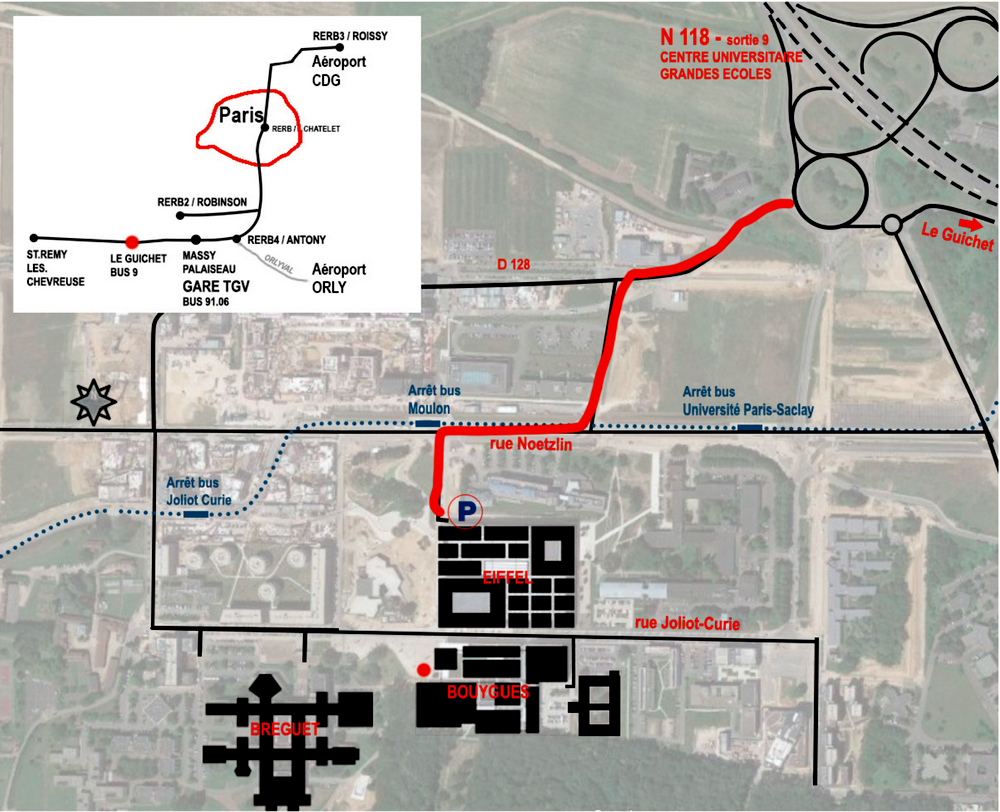 N 118 - sortie 9
CENTRE UNIVERSITAIRE
GRANDES ECOLES
RERB3 / ROISSY
Aéroport
CDG
Paris
RERB / CHATELET
RERB2 / ROBINSON
RERB4 / ANTONY
ST.REMY
LES.
CHEVREUSE
LE GUICHET
BUS 9
MASSY
PALAISEAU
GARE TGV
BUS 91.06
ORLYVAL
Aéroport
ORLY
Le Guichet
D 128
Arrêt bus
Moulon
Arrêt bus
Université Paris-Saclay
rue Noetzlin
Arrêt bus
Joliot Curie
P
EIFFEL
rue Joliot-Curie
BOUYGUES
BREGUET